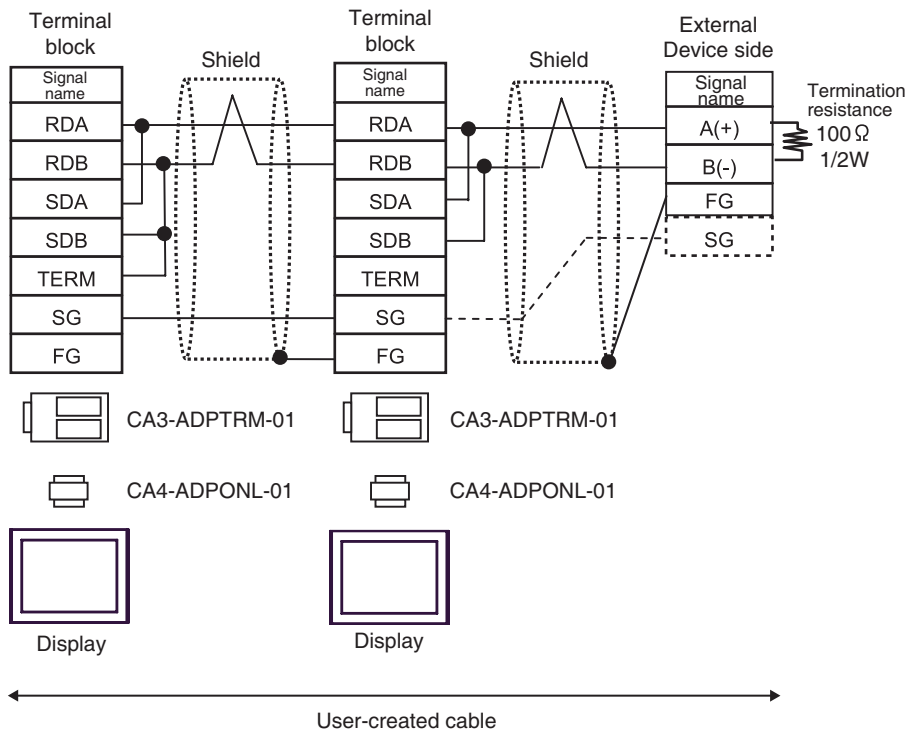 Terminal
block
Signal
name
RDA
RDB
SDA
SDB
TERM
SG
FG
Shield
Terminal
block
Signal
name
RDA
RDB
SDA
SDB
TERM
SG
FG
Shield
External
Device side
Signal
name
A(+)
B(-)
FG
SG
Termination
resistance
100Ω
1/2W
CA3-ADPTRM-01
CA3-ADPTRM-01
CA4-ADPONL-01
CA4-ADPONL-01
Display
Display
User-created cable